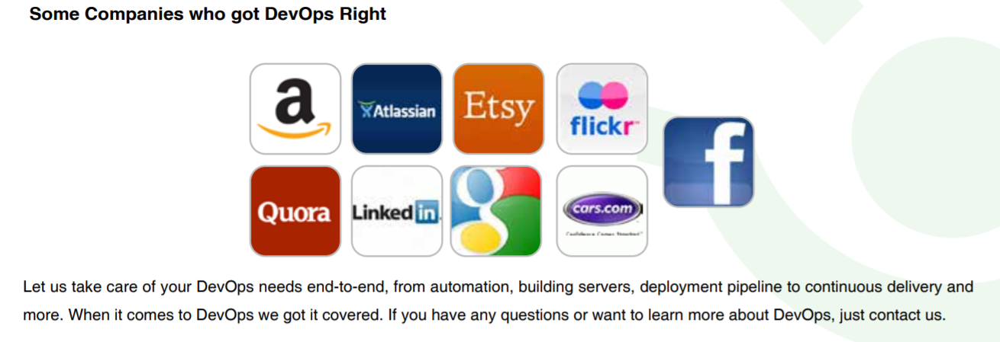 Some Companies who got DevOps Right
a
Atlassian
Etsy
flickr
f
Quora
Linked in
g
cars.com
Let us take care of your DevOps needs end-to-end, from automation, building servers, deployment pipeline to continuous delivery and
more. When it comes to DevOps we got it covered. If you have any questions or want to learn more about DevOps, just contact us.